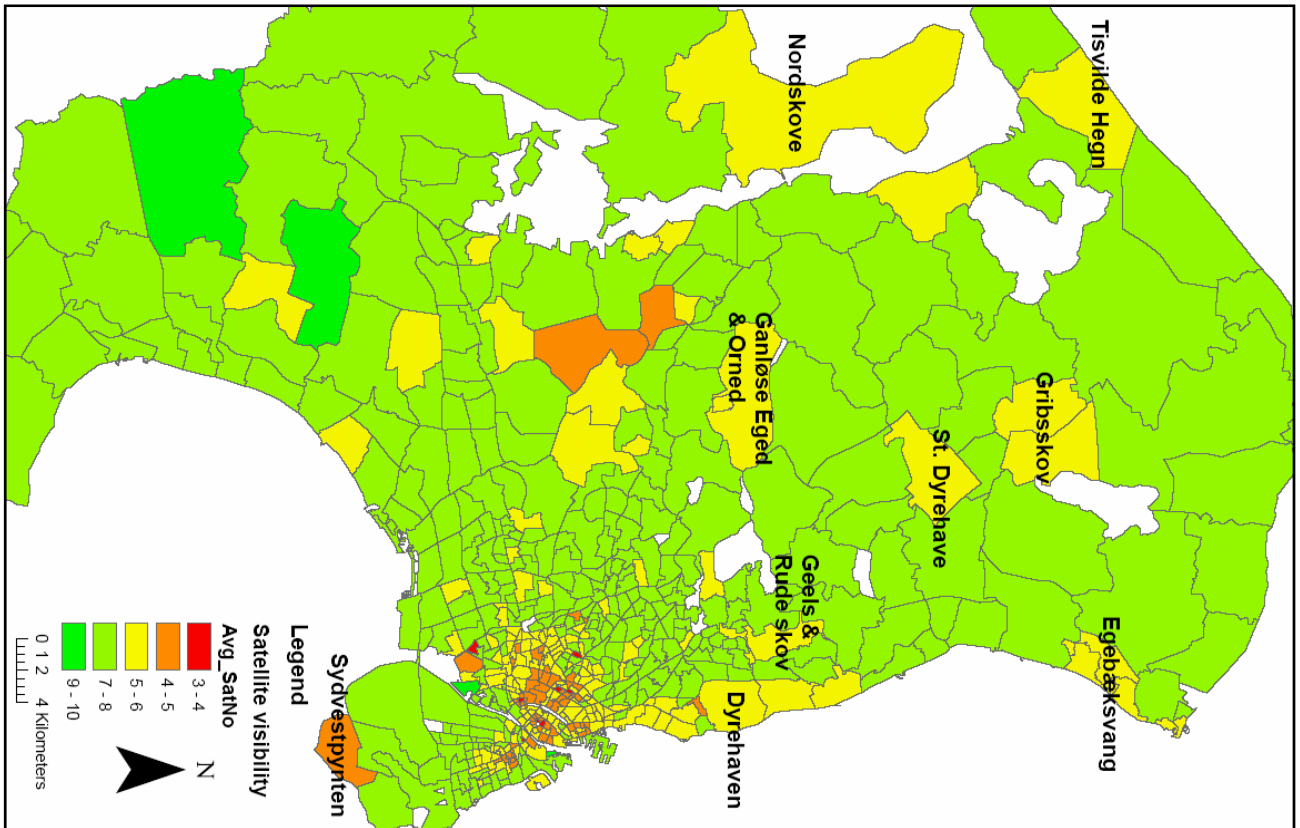 Tisvilde Hegn
Egebæksvang
Gribsskov
St. Dyrehave
Nordskove
Geels &
Rude skov
Ganløse Eged
& Orned
Dyrehaven
Sydvestpynten
Legend
Satellite visibility
Avg_SatNo
3 - 4
4 - 5
5 - 6
7 - 8
9 - 10
N
0 1 2 4 Kilometers